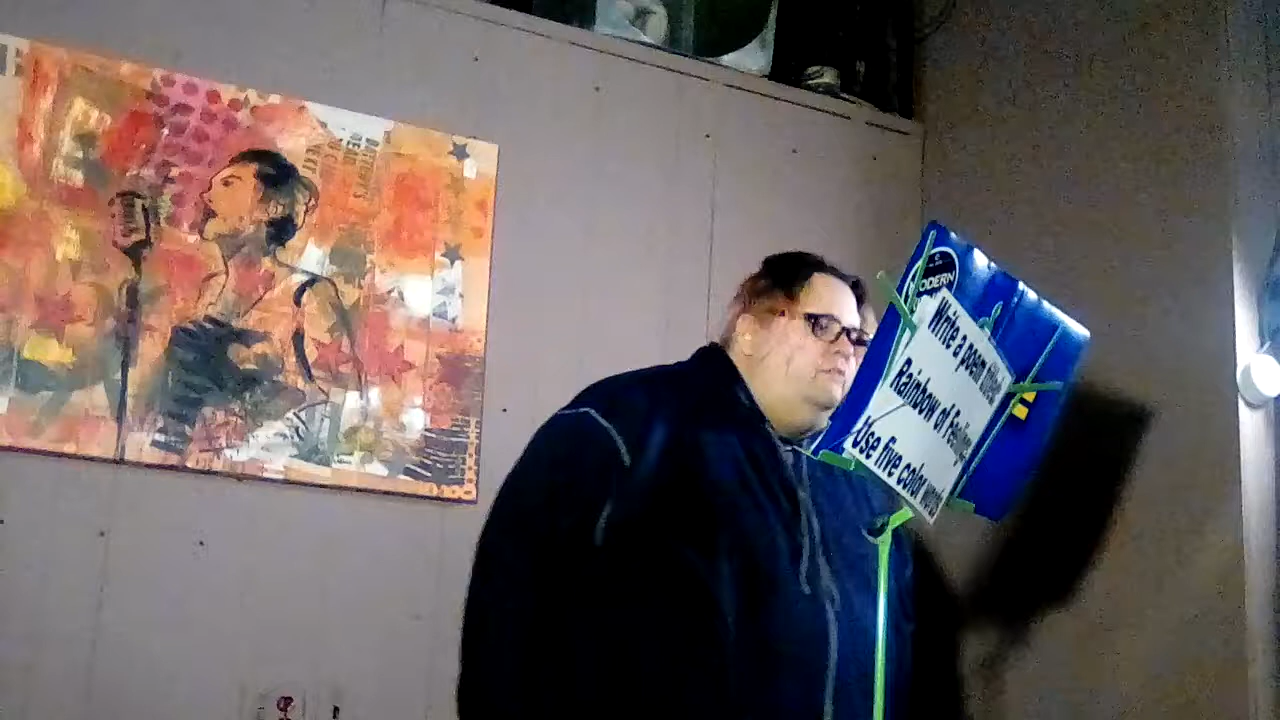 ODERN
Write a poem titled
Rainbow of Feelings
Use five color words